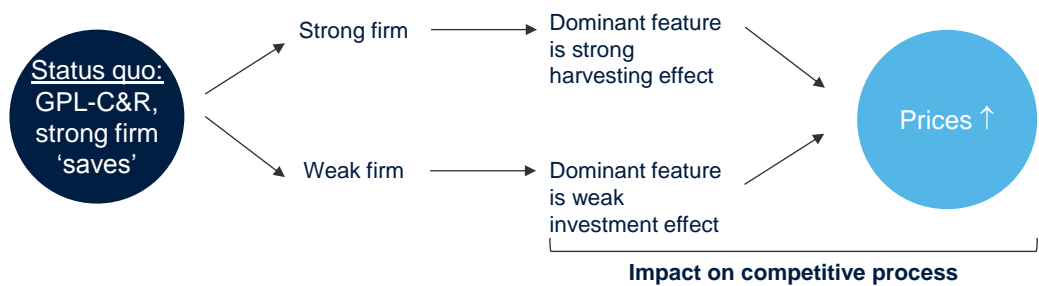 Status quo:
GPL-C&R,
strong firm
‘saves’
Strong firm
Dominant feature
is strong
harvesting effect
Weak firm
Dominant feature
is weak
investment effect
Prices ↑
Impact on competitive process